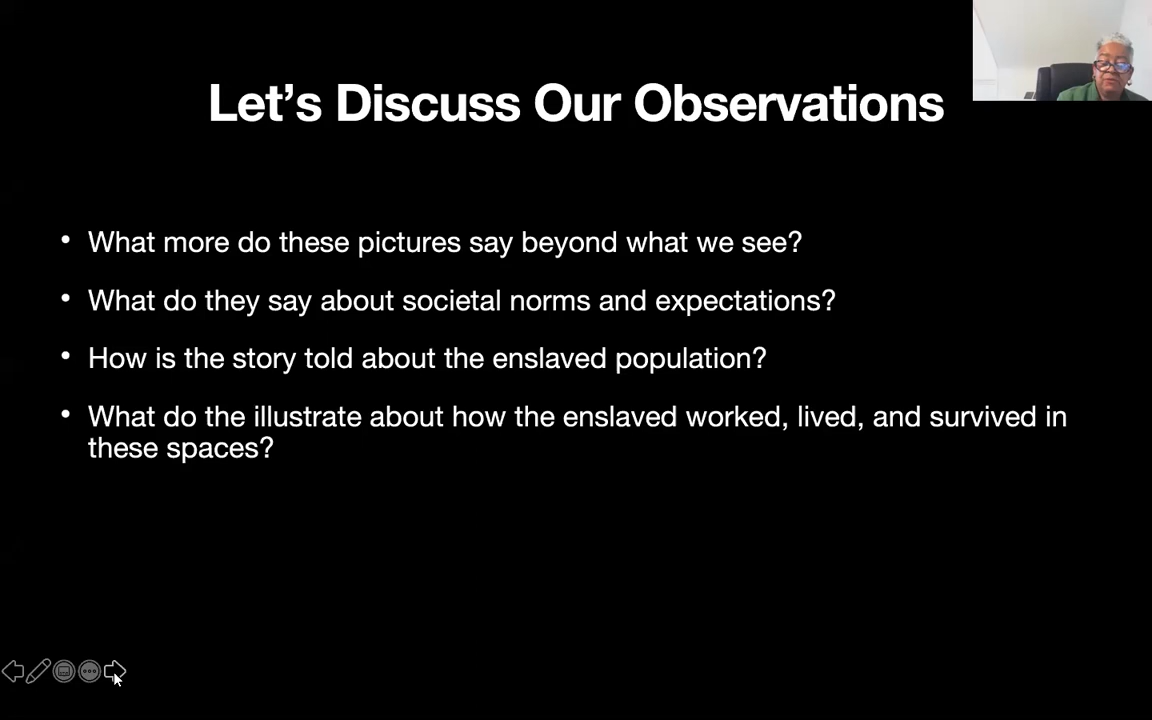 Let's Discuss Our Observations
• What more do these pictures say beyond what we see?
• What do they say about societal norms and expectations?
• How is the story told about the enslaved population?
• What do the illustrate about how the enslaved worked, lived, and survived in
these spaces?